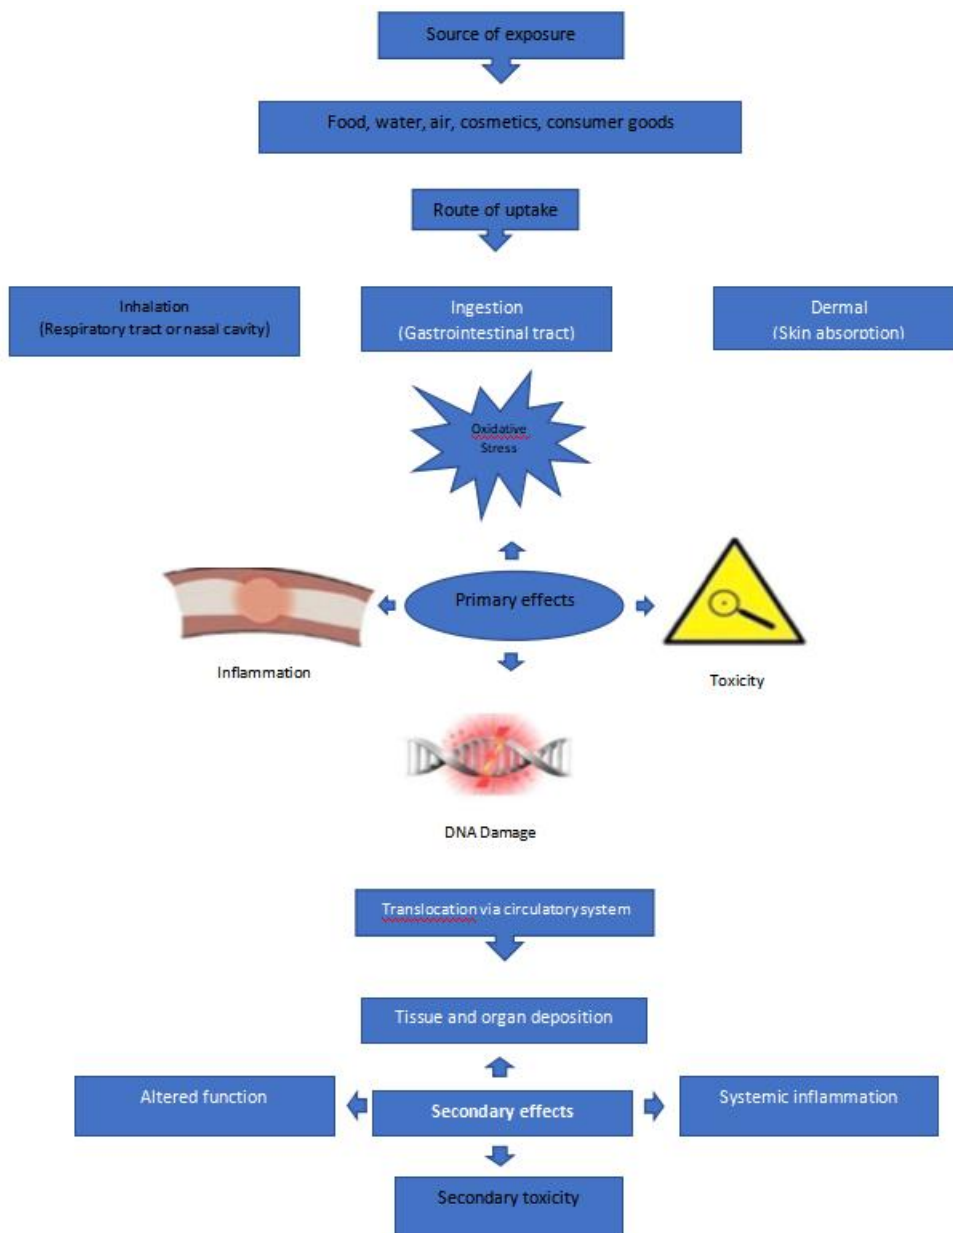 Source of exposure
Food, water, air, cosmetics, consumer goods
Route of uptake
Inhalation
(Respiratory tract or nasal cavity)
Ingestion
(Gastrointestinal tract)
Dermal
(Skin absorption)
Oxidative
Stress
Primary effects
Inflammation
Toxicity
DNA Damage
Translocation via circulatory system
Tissue and organ deposition
Altered function
Secondary effects
Systemic inflammation
Secondary toxicity